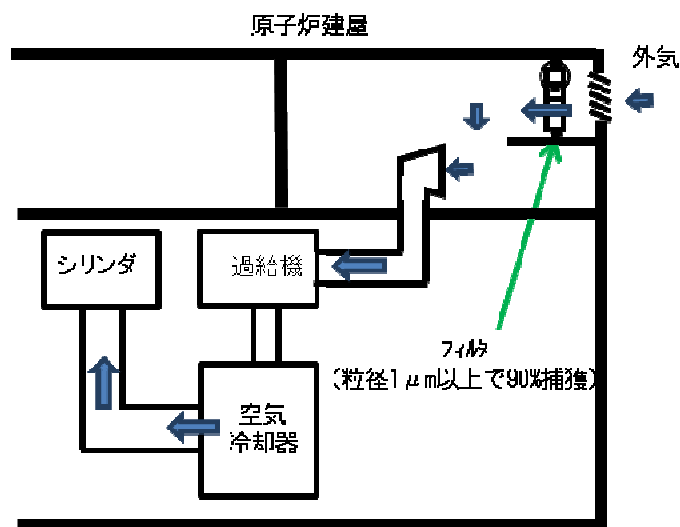 原子炉建屋
外気
シリンダ
過給機
フィルタ
(粒径1μm以上で90%捕獲)
空気
冷却器